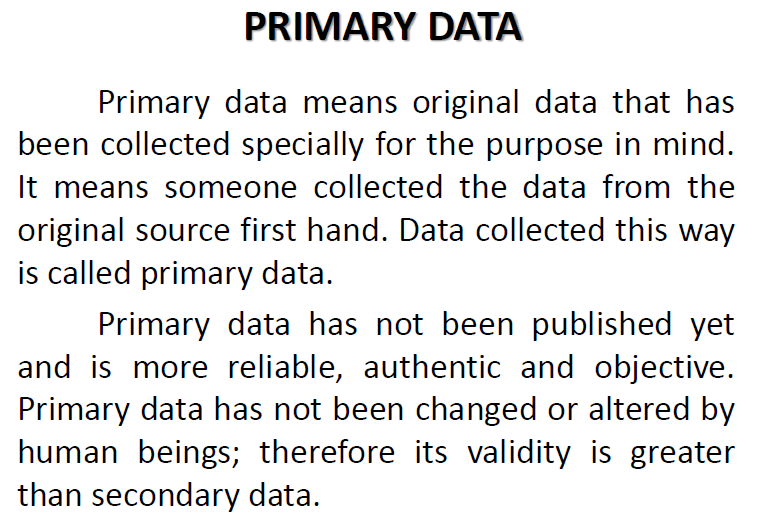 PRIMARY DATA
Primary data means original data that has
been collected specially for the purpose in mind.
It means someone collected the data from the
original source first hand. Data collected this way
is called primary data.
Primary data has not been published yet
and is more reliable, authentic and objective.
Primary data has not been changed or altered by
human beings; therefore its validity is greater
than secondary data.